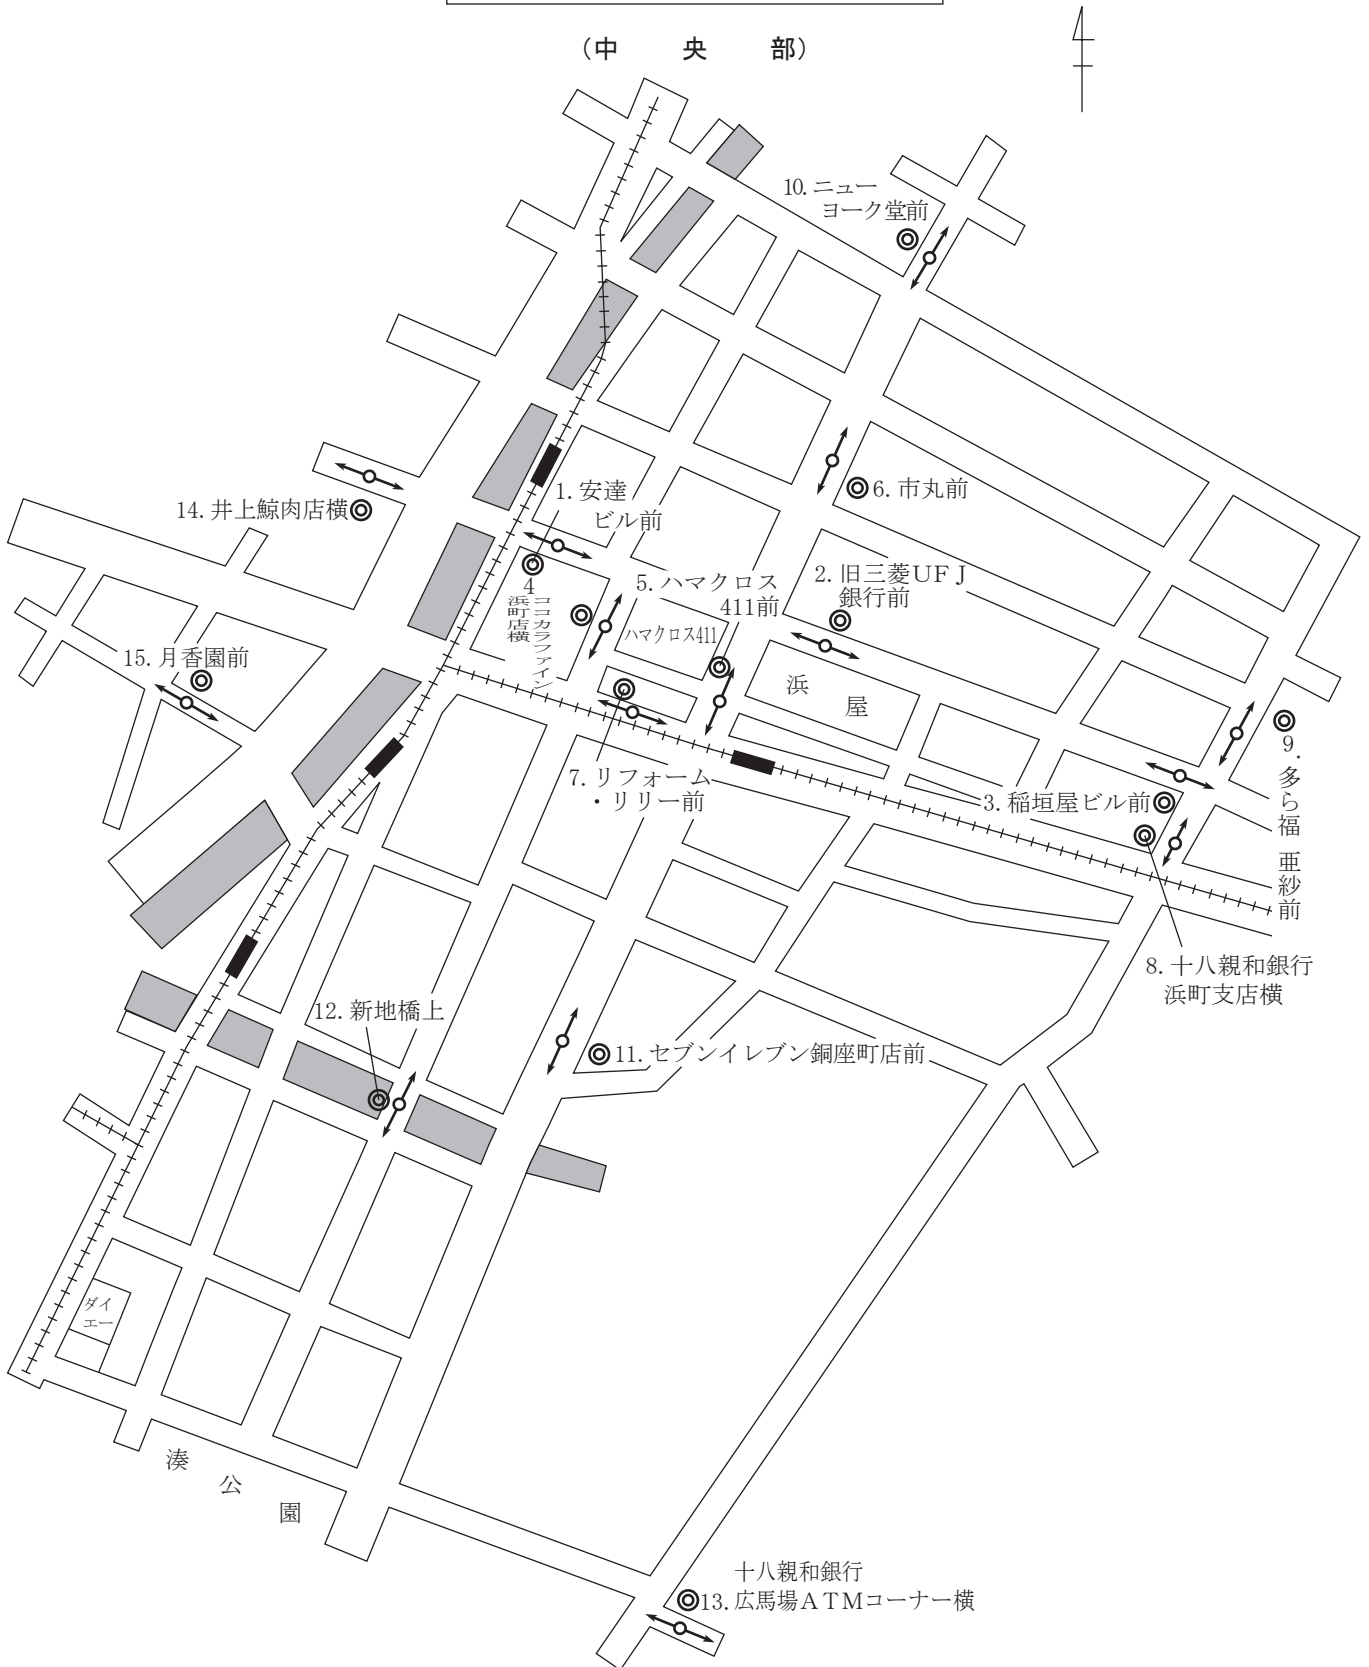 （中　央　部）
10. ニュー
ヨーク堂前
14. 井上鯨肉店横
1. 安達
ビル前
6. 市丸前
2. 旧三菱UFJ
銀行前
5. ハマクロス
411前
4
ココカラファイン
浜町店横
ハマクロス411
15. 月香園前
浜屋
9. 多ら福 亜紗前
7. リフォーム
・リリー前
3. 稲垣屋ビル前
8. 十八親和銀行
浜町支店横
12. 新地橋上
11. セブンイレブン銅座町店前
ダイ
エー
湊公園
十八親和銀行
13. 広馬場ATMコーナー横